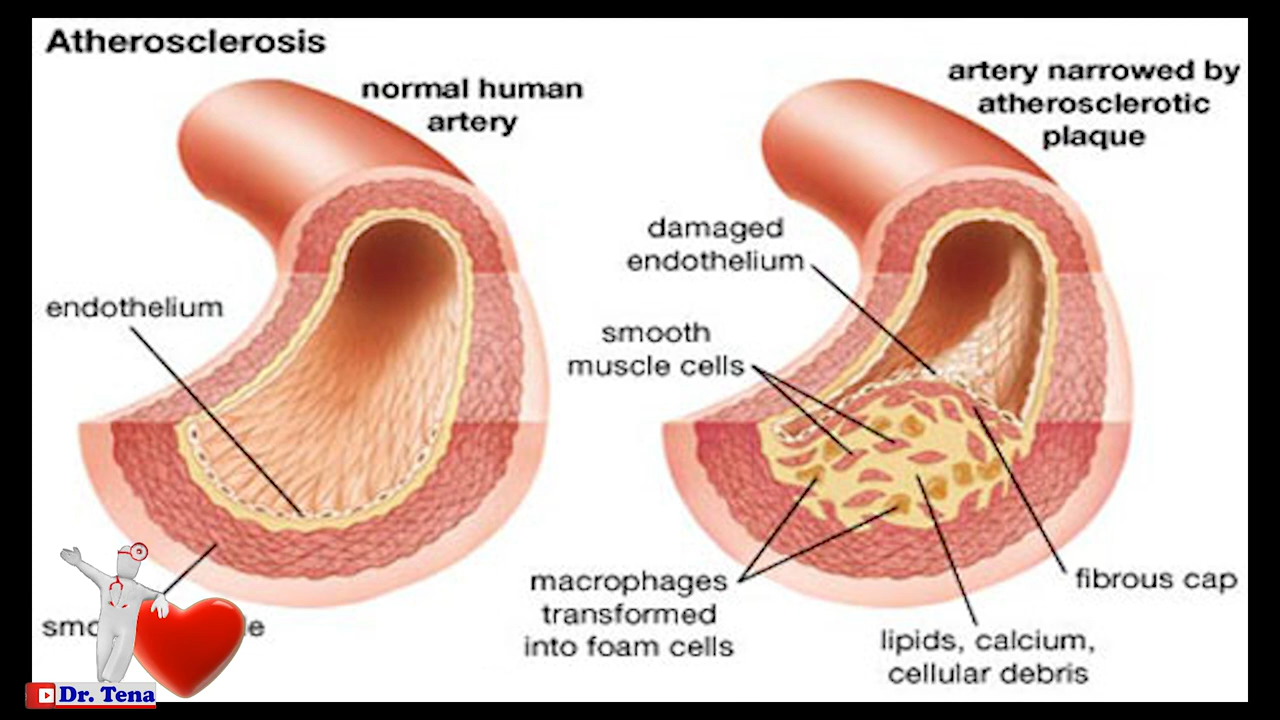 Atherosclerosis
normal human
artery
endothelium
artery narrowed by
atherosclerotic
plaque
damaged
endothelium
smooth
muscle cells
macrophages
transformed
into foam cells
lipids, calcium,
cellular debris
fibrous cap
Dr. Tena